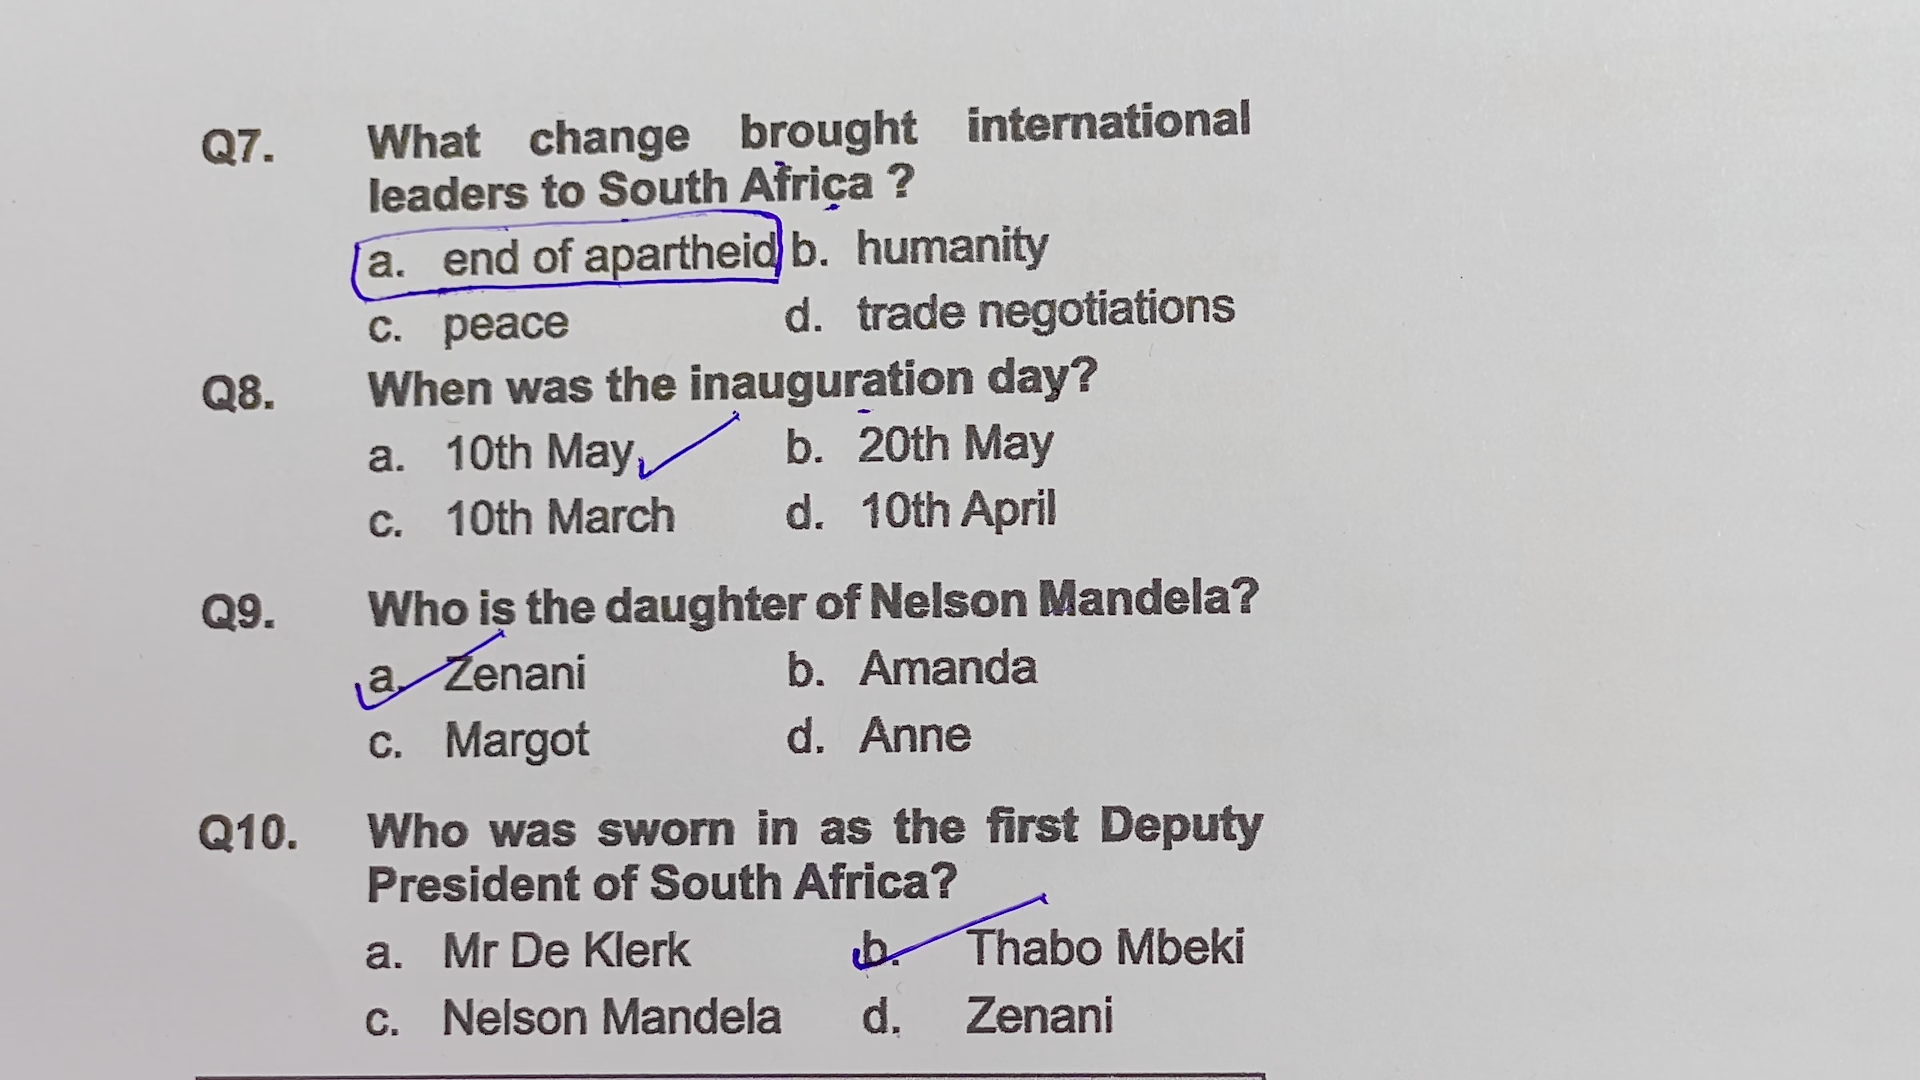 Q7. What change brought international
leaders to South Africa ?
a. end of apartheid b. humanity
c. peace d. trade negotiations
Q8. When was the inauguration day?
a. 10th May b. 20th May
c. 10th March d. 10th April
Q9. Who is the daughter of Nelson Mandela?
a. Zenani b. Amanda
c. Margot d. Anne
Q10. Who was sworn in as the first Deputy
President of South Africa?
a. Mr De Klerk b. Thabo Mbeki
c. Nelson Mandela d. Zenani